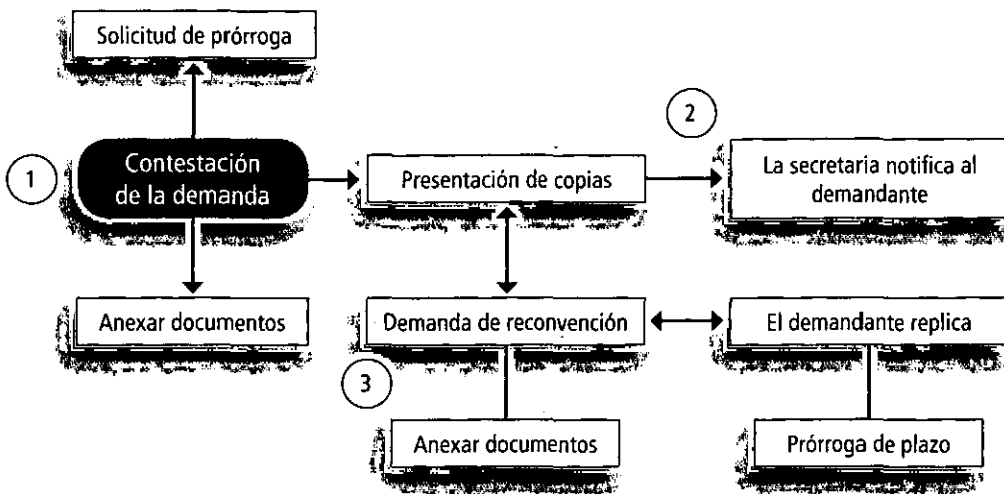 Solicitud de prórroga
1
Contestación
de la demanda
Presentación de copias
2
La secretaria notifica al
demandante
Anexar documentos
Demanda de reconvención
El demandante replica
3
Anexar documentos
Prórroga de plazo